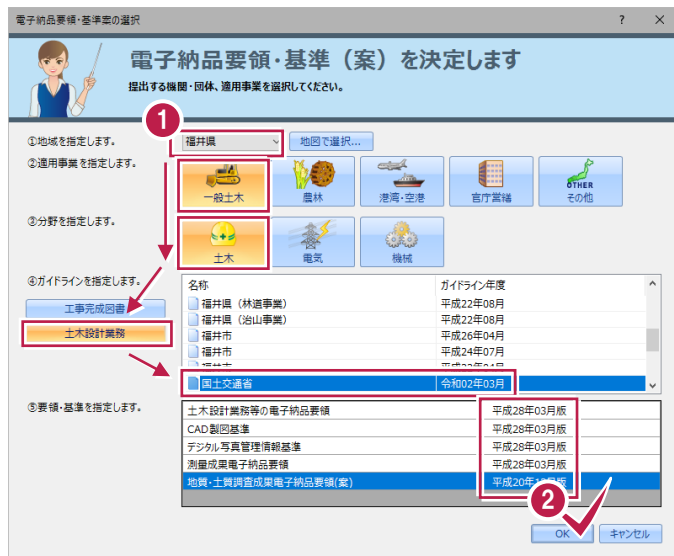 電子納品要領・基準案の選択 ? ×
電子納品要領・基準（案）を決定します
提出する機関・団体、適用事業を選択してください。
1
①地域を指定します。 福井県 地図で選択...
②適用事業を指定します。
一般土木 農林 港湾・空港 官庁営繕 OTHER その他
③分野を指定します。
土木 電気 機械
④ガイドラインを指定します。
工事完成図書
土木設計業務
名称 ガイドライン年度
福井県（林道事業） 平成22年08月
福井県（治山事業） 平成22年08月
福井市 平成26年04月
福井市 平成24年07月
国土交通省 令和02年03月
⑤要領・基準を指定します。
土木設計業務等の電子納品要領 平成28年03月版
CAD製図基準 平成28年03月版
デジタル写真管理情報基準 平成28年03月版
測量成果電子納品要領 平成28年03月版
地質・土質調査成果電子納品要領(案) 平成20年
2
OK キャンセル